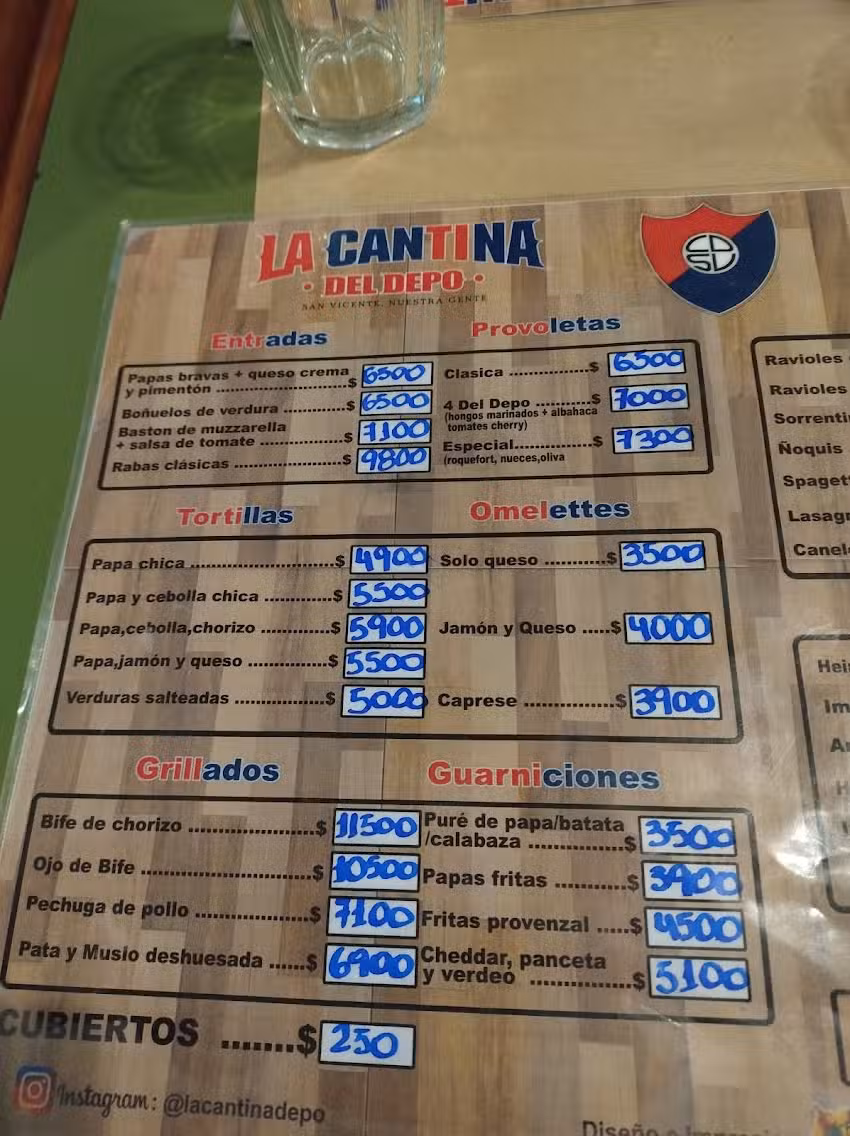 LA CANTINA
• DEL DEPO •
SAN VICENTE, NUESTRA GENTE
CDSD
Entradas
Papas bravas + queso crema
y pimentón ........................$ 6500
Boñuelos de verdura ............$ 6500
Baston de muzzarella
+ salsa de tomate ...............$ 7100
Rabas clásicas ....................$ 9800
Provoletas
Clasica ................$ 6500
4 Del Depo ...........$ 7000
(hongos marinados + albahaca
tomates cherry)
Especial................$ 7300
(roquefort, nueces,oliva
Tortillas
Papa chica ...........................$ 4900
Papa y cebolla chica .............$ 5500
Papa,cebolla,chorizo .............$ 5900
Papa,jamón y queso ...............$ 5500
Verduras salteadas .................$ 5000
Omelettes
Solo queso ............$ 3500
Jamón y Queso .....$ 4000
Caprese ................$ 3900
Grillados
Bife de chorizo ......................$ 11500
Ojo de Bife .............................$ 10500
Pechuga de pollo ....................$ 7100
Pata y Muslo deshuesada ......$ 6900
Guarniciones
Puré de papa/batata
/calabaza ................$ 3500
Papas fritas ............$ 3900
Fritas provenzal .....$ 4500
Cheddar, panceta
y verdeo .................$ 5100
CUBIERTOS .......$ 250
Instagram: @lacantinadepo
Ravioles
Ravioles
Ñoquis
Diseño